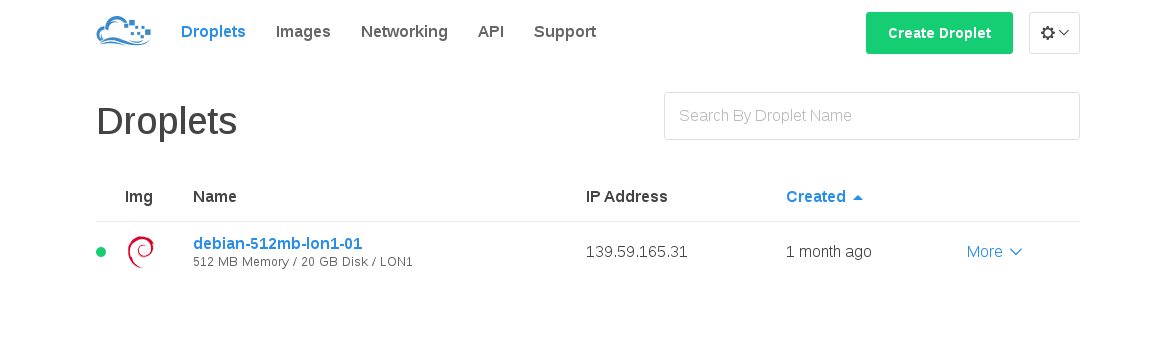 Droplets Images Networking API Support Create Droplet
Droplets Search By Droplet Name
Img Name IP Address Created
debian-512mb-lon1-01
512 MB Memory / 20 GB Disk / LON1 139.59.165.31 1 month ago More